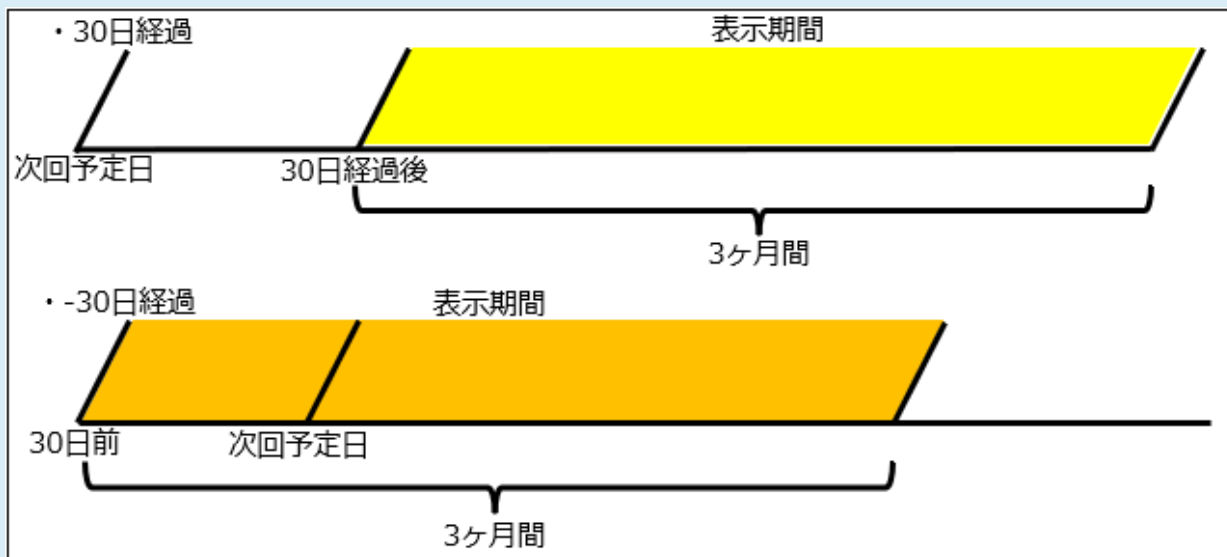 ・30日経過
表示期間
次回予定日
30日経過後
3ヶ月間
・-30日経過
表示期間
30日前
次回予定日
3ヶ月間